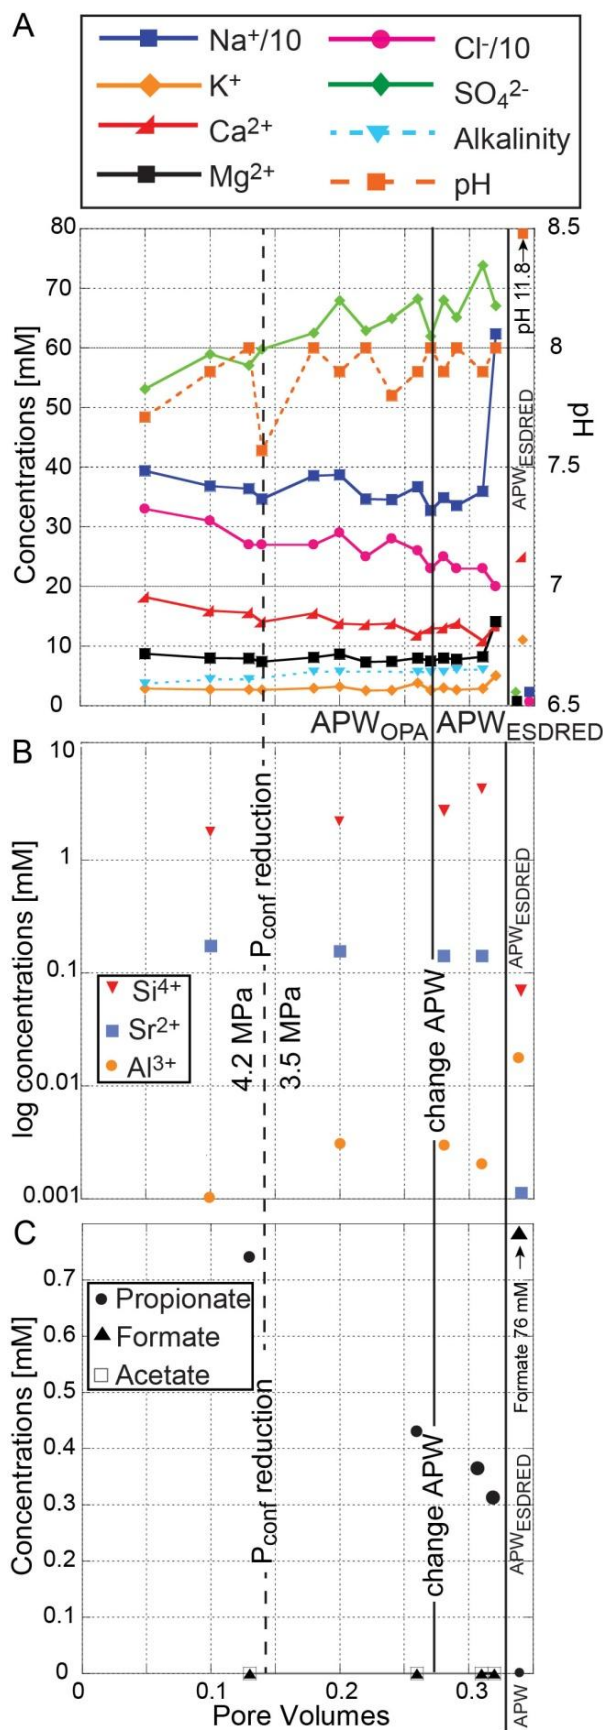 A
Na⁺/10
Cl⁻/10
K⁺
SO₄²⁻
Ca²⁺
Alkalinity
Mg²⁺
pH
80
70
60
50
40
30
20
10
0
Concentrations [mM]
8.5
8
7.5
7
6.5
pH
pH 11.8
APW_ESDRED
APW_OPA
APW_ESDRED
B
10
1
0.1
0.01
0.001
log concentrations [mM]
P_conf reduction
4.2 MPa
3.5 MPa
change APW
APW_ESDRED
Si⁴⁺
Sr²⁺
Al³⁺
C
0.7
0.4
0.3
0.2
0.1
0
Concentrations [mM]
Propionate
Formate
Acetate
P_conf reduction
change APW
Formate 76 mM
APW_ESDRED
0
0.1
0.2
0.3
Pore Volumes
APW